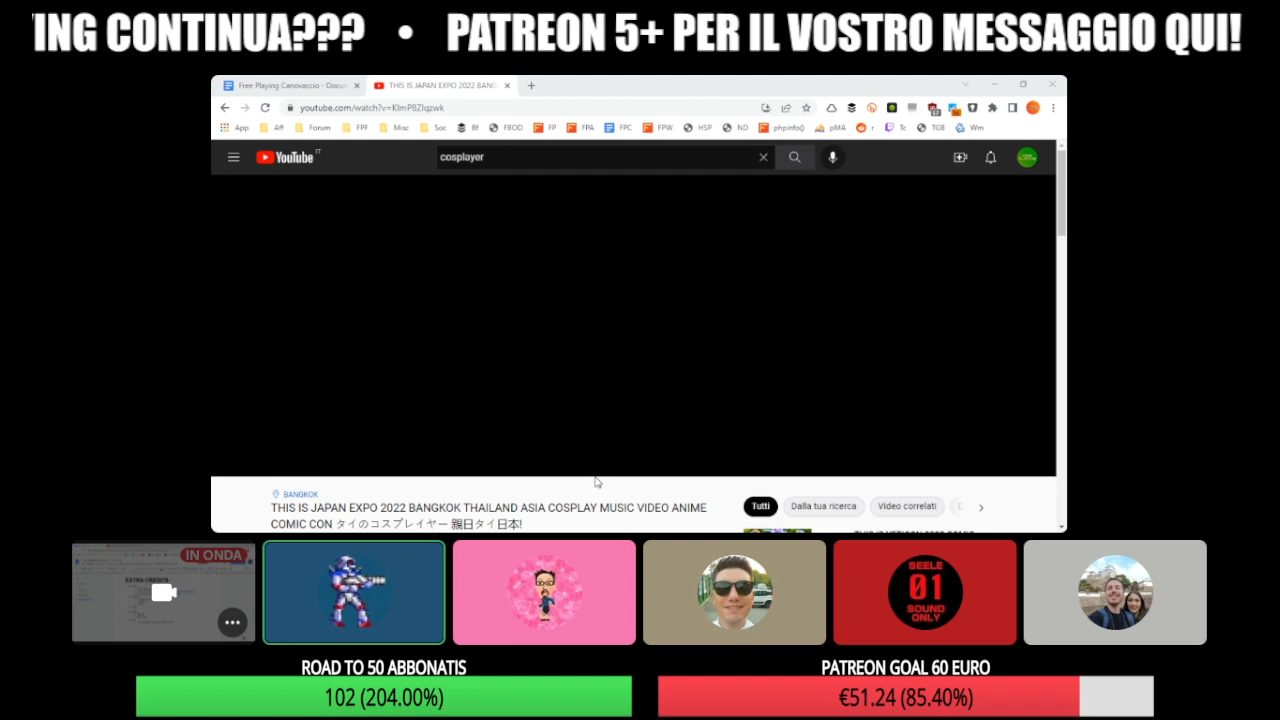 ING CONTINUA??? • PATREON 5+ PER IL VOSTRO MESSAGGIO QUI!
Free Playing Canovaccio - Docu
THIS IS JAPAN EXPO 2022 BANG
youtube.com/watch?v=KlmP8Zlqzwk
App Aff Forum FPF Misc Soc Bf FBOD FP FPA FPC FPW HSP ND phpinfo() pMA r Tc TGB Wm
YouTube IT
cosplayer
BANGKOK
THIS IS JAPAN EXPO 2022 BANGKOK THAILAND ASIA COSPLAY MUSIC VIDEO ANIME
COMIC CON タイのコスプレイヤー 親日タイ日本!
Tutti Dalla tua ricerca Video correlati
IN ONDA
EXTRA CREDITS
SEELE
01
SOUND
ONLY
ROAD TO 50 ABBONATIS
102 (204.00%)
PATREON GOAL 60 EURO
€51.24 (85.40%)